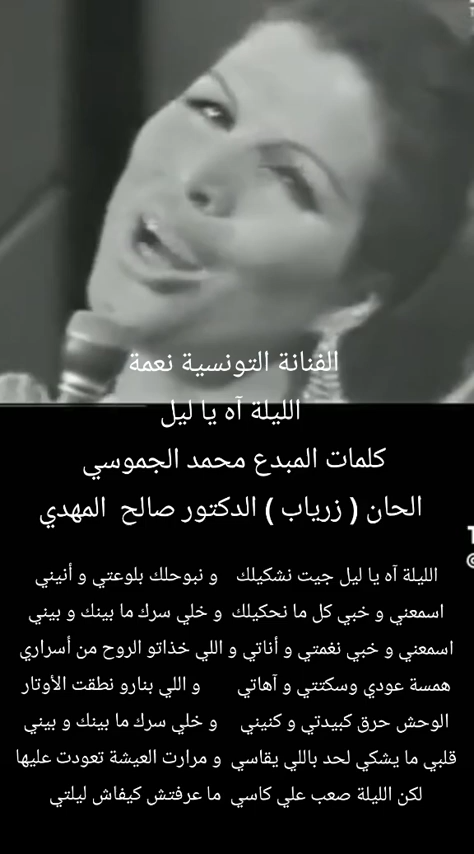 الفنانة التونسية نعمة
الليلة آه يا ليل
كلمات المبدع محمد الجموسي
الحان ( زرياب ) الدكتور صالح المهدي
الليلة آه يا ليل جيت نشكيلك و نبوحلك بلوعتي و أنيني
اسمعني و خبي كل ما نحكيلك و خلي سرك ما بينك و بيني
اسمعني و خبي نغمتي و أناتي و اللي خذاتو الروح من أسراري
همسة عودي وسكتتي و آهاتي و اللي بنارو نطقت الأوتار
الوحش حرق كبيدتي و كنيني و خلي سرك ما بينك و بيني
قلبي ما يشكي لحد باللي يقاسي و مرارت العيشة تعودت عليها
لكن الليلة صعب علي كاسي ما عرفتش كيفاش ليلتي